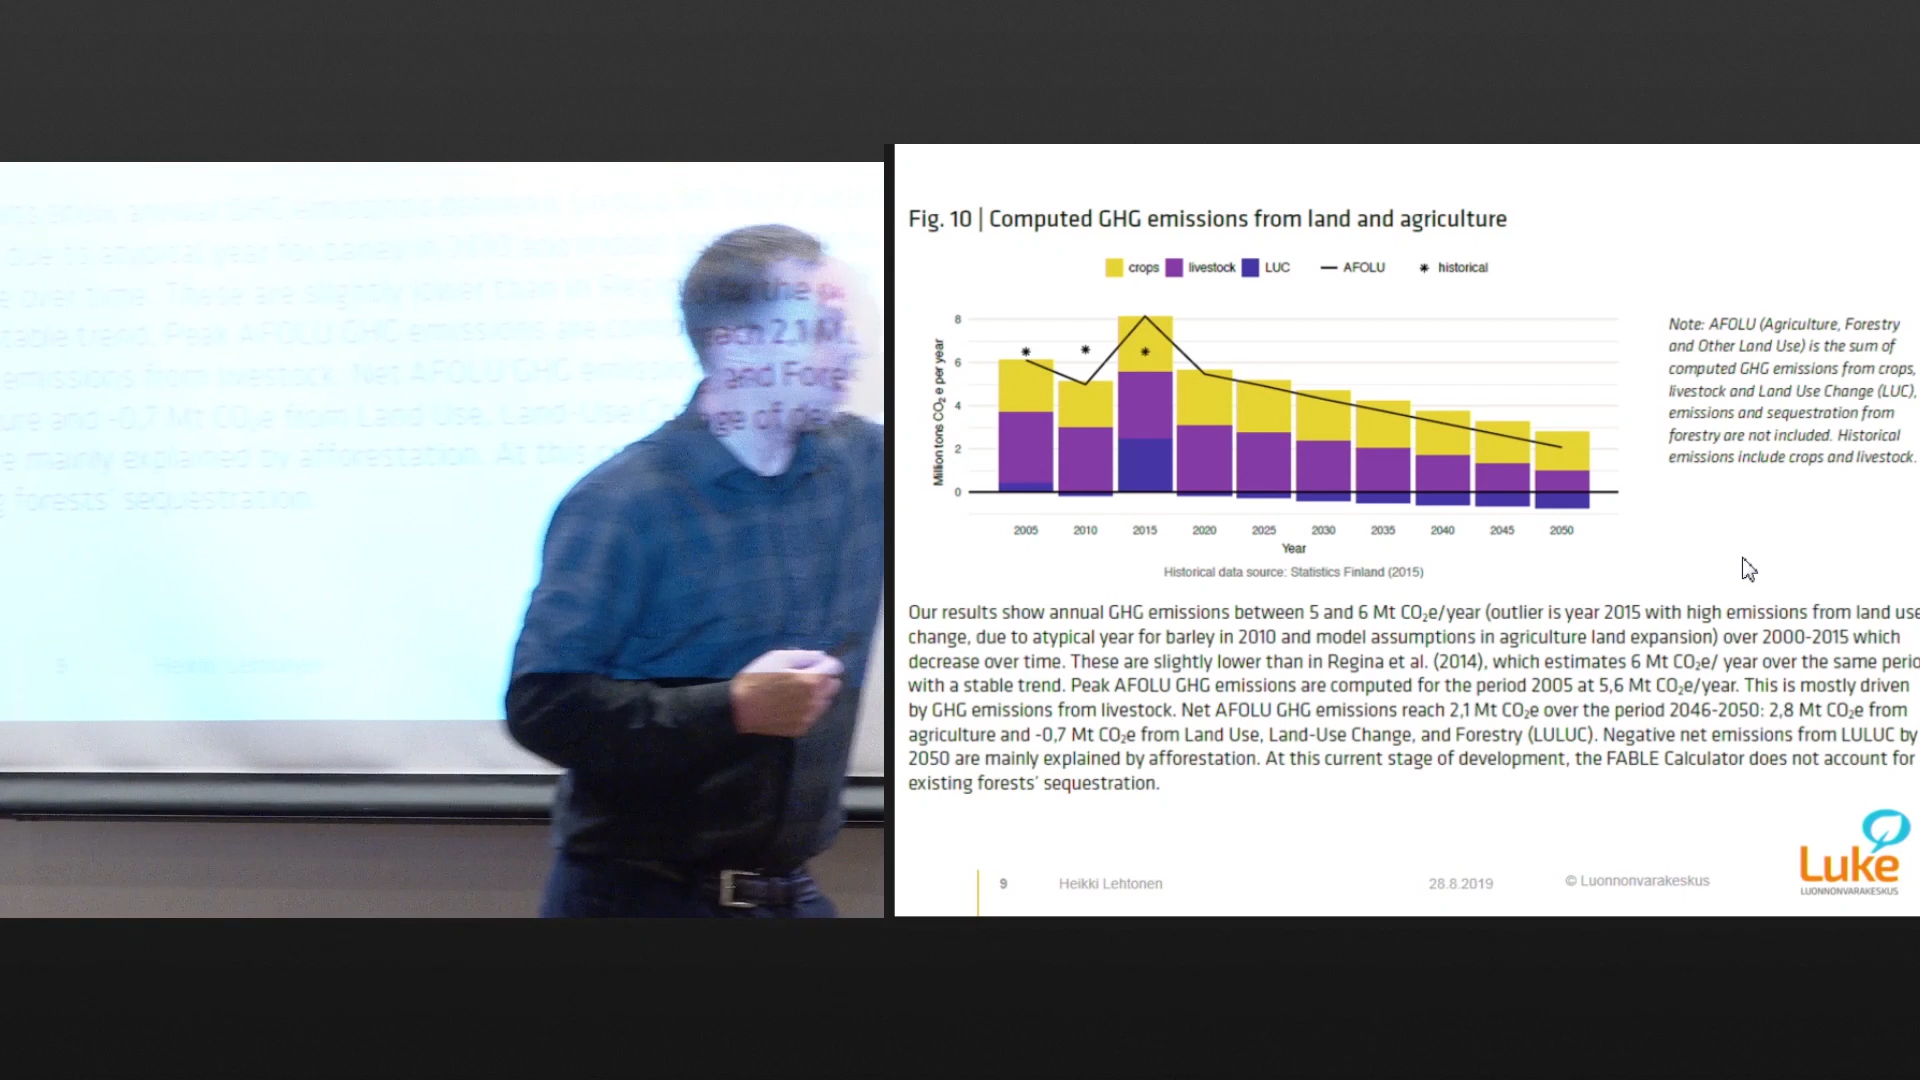 Fig. 10 | Computed GHG emissions from land and agriculture
crops livestock LUC AFOLU historical
Million tons CO₂ e per year
8
6
4
2
0
2005 2010 2015 2020 2025 2030 2035 2040 2045 2050
Year
Historical data source: Statistics Finland (2015)
Note: AFOLU (Agriculture, Forestry
and Other Land Use) is the sum of
computed GHG emissions from crops,
livestock and Land Use Change (LUC),
emissions and sequestration from
forestry are not included. Historical
emissions include crops and livestock.
Our results show annual GHG emissions between 5 and 6 Mt CO₂e/year (outlier is year 2015 with high emissions from land use
change, due to atypical year for barley in 2010 and model assumptions in agriculture land expansion) over 2000-2015 which
decrease over time. These are slightly lower than in Regina et al. (2014), which estimates 6 Mt CO₂e/ year over the same perio
with a stable trend. Peak AFOLU GHG emissions are computed for the period 2005 at 5,6 Mt CO₂e/year. This is mostly driven
by GHG emissions from livestock. Net AFOLU GHG emissions reach 2,1 Mt CO₂e over the period 2046-2050: 2,8 Mt CO₂e from
agriculture and -0,7 Mt CO₂e from Land Use, Land-Use Change, and Forestry (LULUC). Negative net emissions from LULUC by
2050 are mainly explained by afforestation. At this current stage of development, the FABLE Calculator does not account for
existing forests´ sequestration.
9 Heikki Lehtonen 28.8.2019 © Luonnonvarakeskus
Luke
LUONNONVARAKESKUS